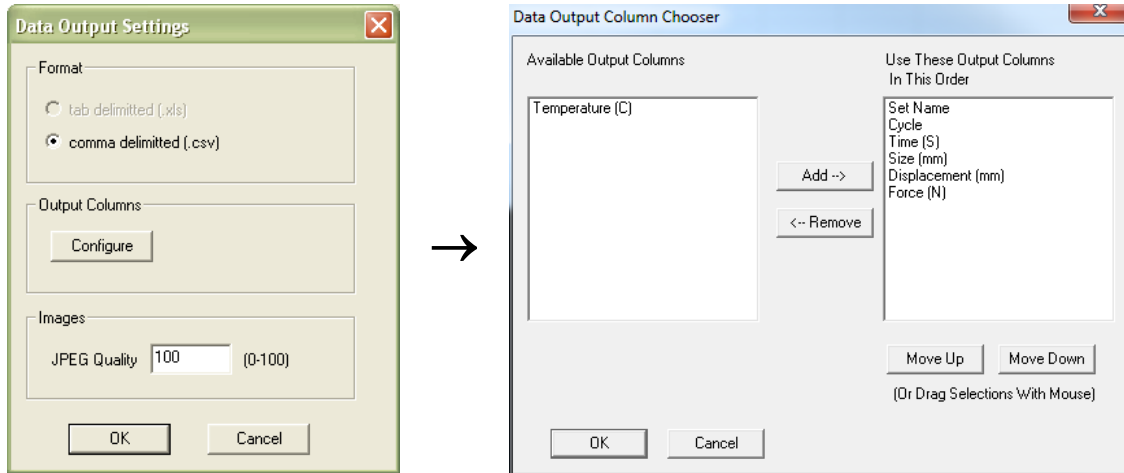 Data Output Settings
Format
tab delimitted (.xls)
comma delimitted (.csv)
Output Columns
Configure
Images
JPEG Quality 100 (0-100)
OK Cancel
→
Data Output Column Chooser
Available Output Columns
Temperature (C)
Add -->
<-- Remove
Use These Output Columns
In This Order
Set Name
Cycle
Time (S)
Size (mm)
Displacement (mm)
Force (N)
Move Up Move Down
(Or Drag Selections With Mouse)
OK Cancel